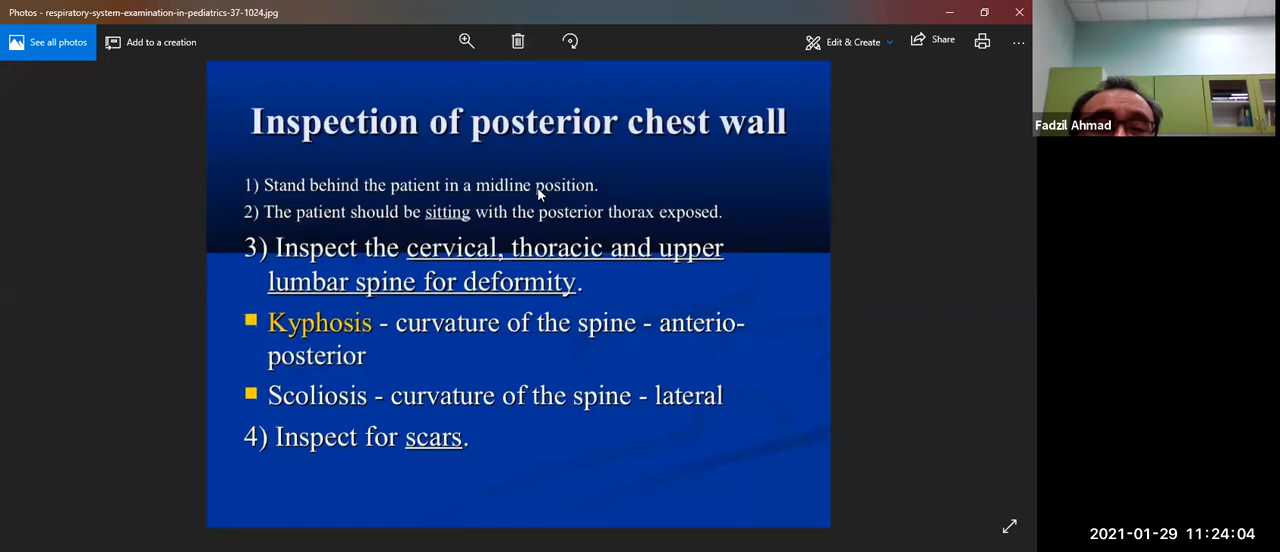 Photos - respiratory-system-examination-in-pediatrics-37-1024.jpg
See all photos
Add to a creation
Edit & Create
Share
Fadzil Ahmad
Inspection of posterior chest wall
1) Stand behind the patient in a midline position.
2) The patient should be sitting with the posterior thorax exposed.
3) Inspect the cervical, thoracic and upper
lumbar spine for deformity.
Kyphosis - curvature of the spine - anterio-
posterior
Scoliosis - curvature of the spine - lateral
4) Inspect for scars.
2021-01-29 11:24:04